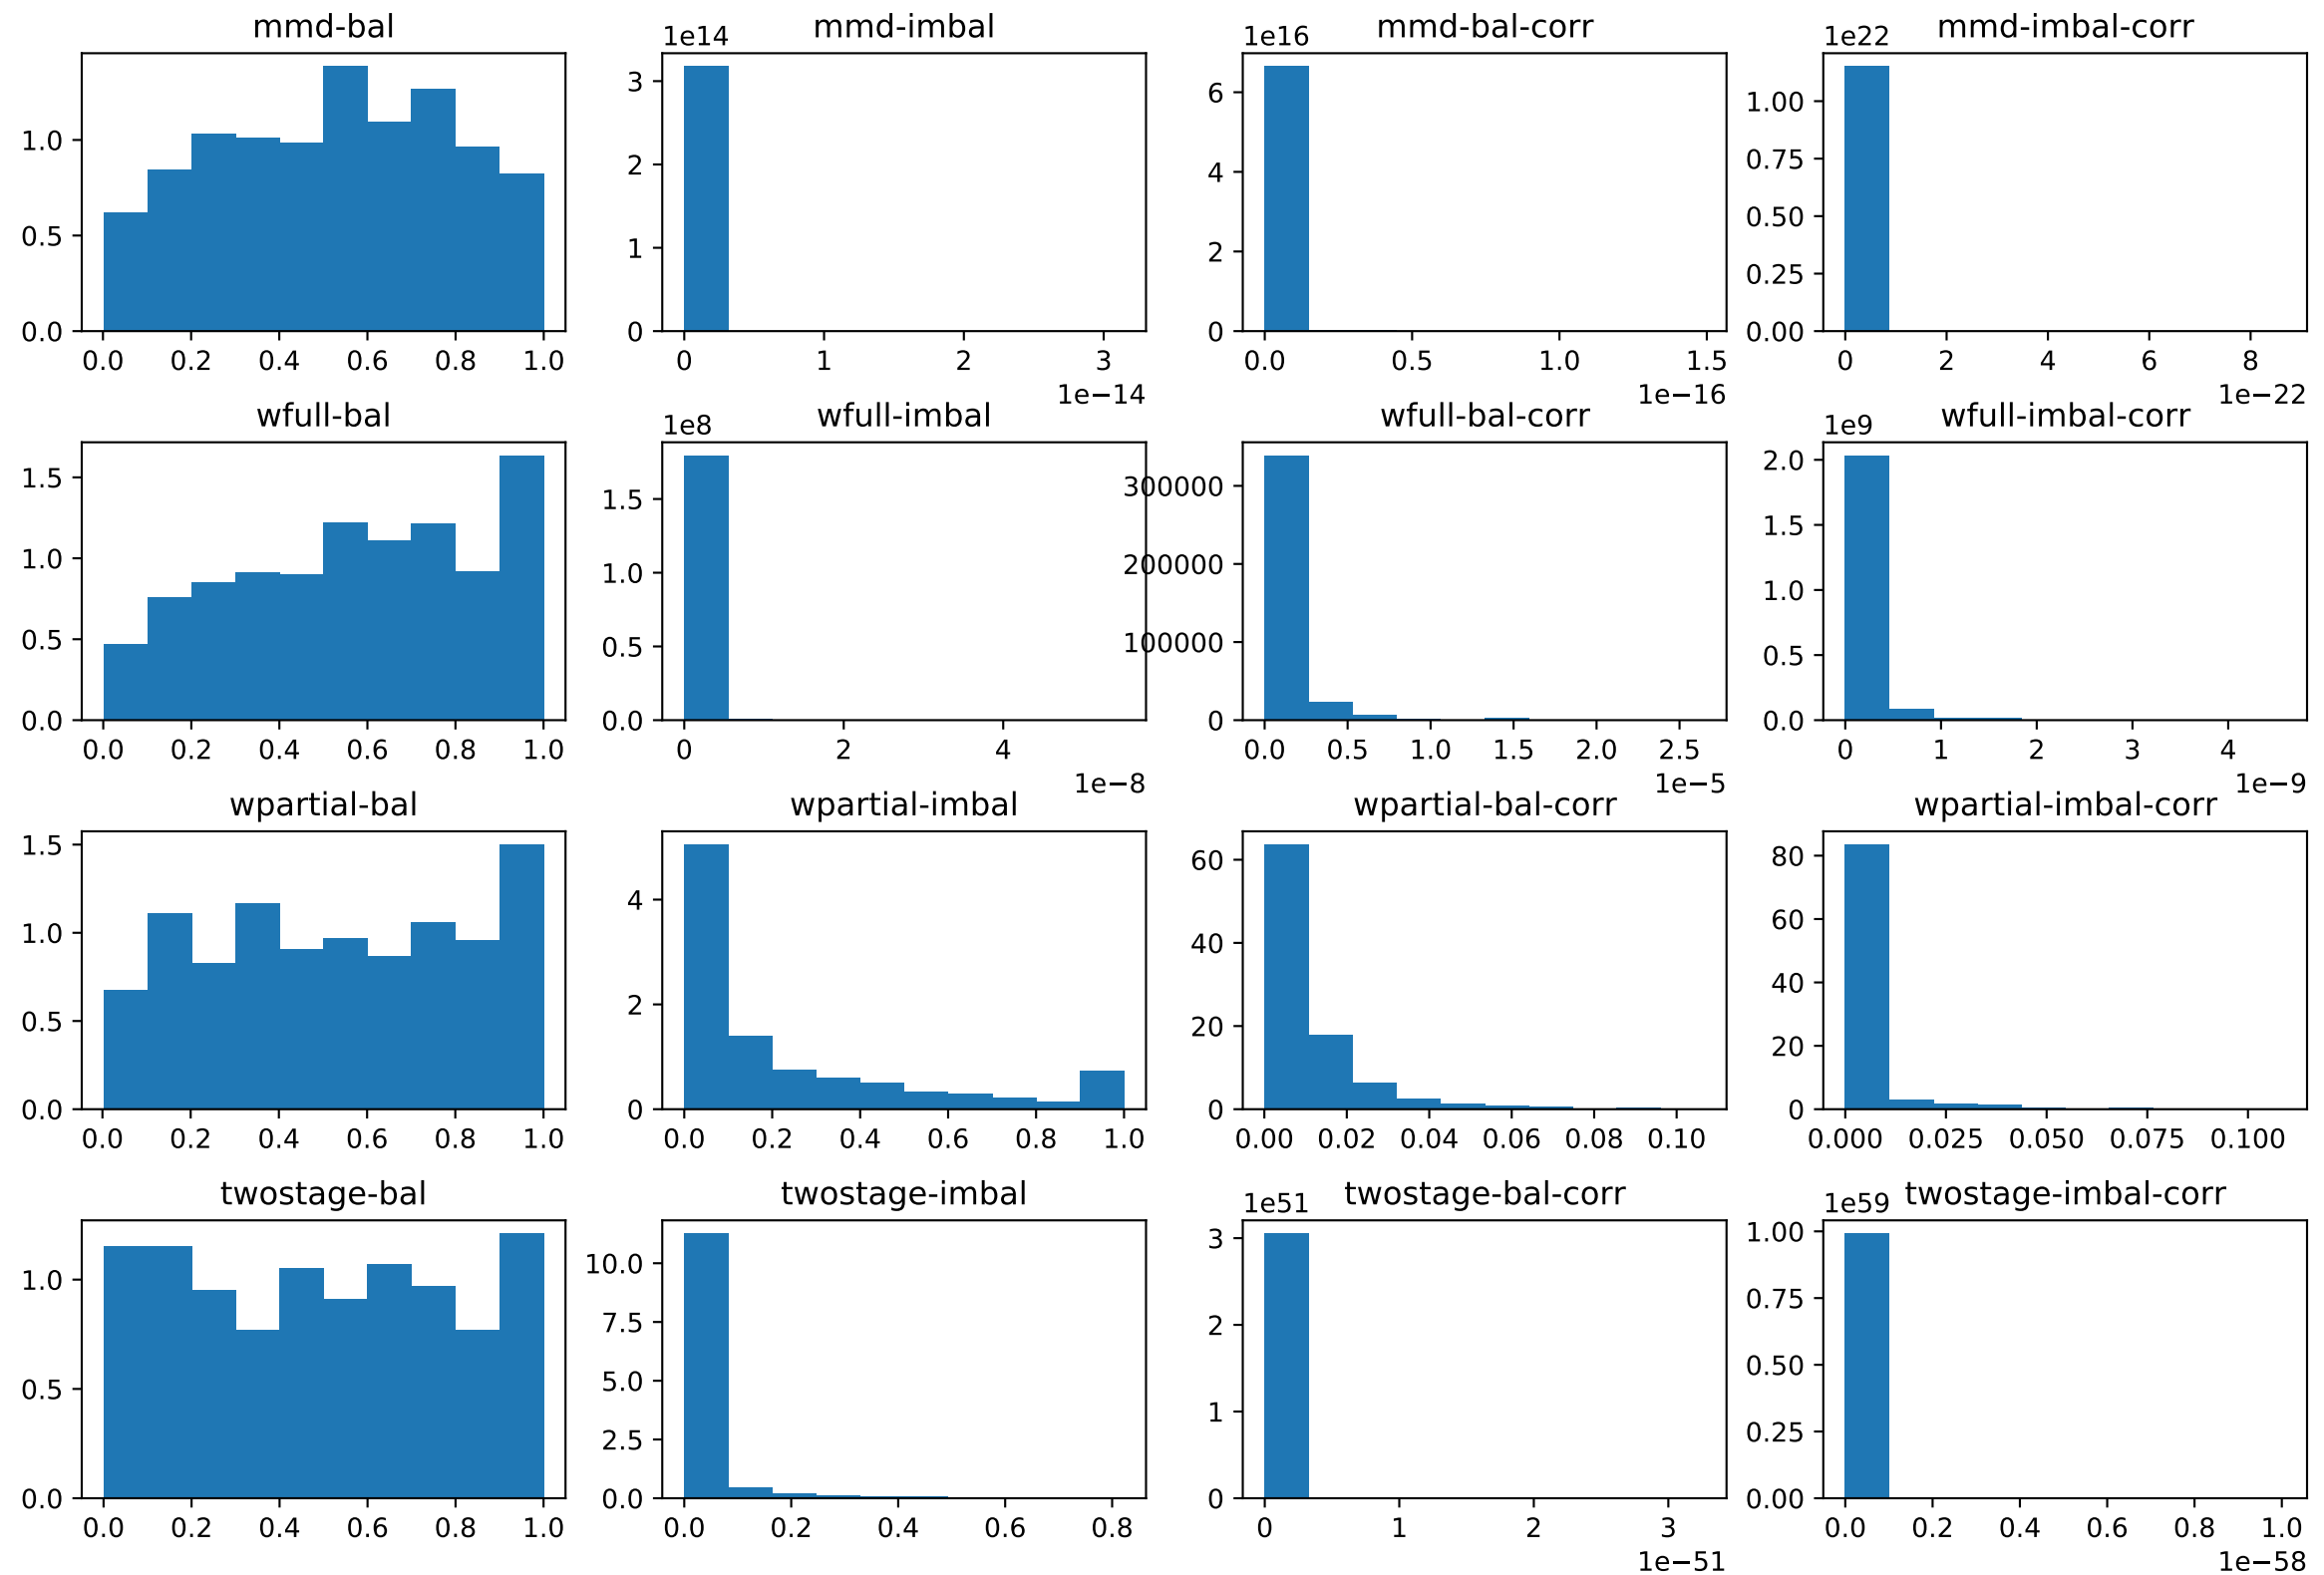 mmd-bal
0.0
0.5
1.0
0.0 0.2 0.4 0.6 0.8 1.0
mmd-imbal
1e14
0
1
2
3
0 1 2 3
1e−14
mmd-bal-corr
1e16
0
2
4
6
0.0 0.5 1.0 1.5
1e−16
mmd-imbal-corr
1e22
0.00
0.25
0.50
0.75
1.00
0 2 4 6 8
1e−22
wfull-bal
0.0
0.5
1.0
1.5
0.0 0.2 0.4 0.6 0.8 1.0
wfull-imbal
1e8
0.0
0.5
1.0
1.5
0 2 4
1e−8
wfull-bal-corr
0
100000
200000
300000
0.0 0.5 1.0 1.5 2.0 2.5
1e−5
wfull-imbal-corr
1e9
0.0
0.5
1.0
1.5
2.0
0 1 2 3 4
1e−9
wpartial-bal
0.0
0.5
1.0
1.5
0.0 0.2 0.4 0.6 0.8 1.0
wpartial-imbal
0
2
4
0.0 0.2 0.4 0.6 0.8 1.0
wpartial-bal-corr
0
20
40
60
0.00 0.02 0.04 0.06 0.08 0.10
wpartial-imbal-corr
0
20
40
60
80
0.000 0.025 0.050 0.075 0.100
twostage-bal
0.0
0.5
1.0
0.0 0.2 0.4 0.6 0.8 1.0
twostage-imbal
0.0
2.5
5.0
7.5
10.0
0.0 0.2 0.4 0.6 0.8
twostage-bal-corr
1e51
0
1
2
3
0 1 2 3
1e−51
twostage-imbal-corr
1e59
0.00
0.25
0.50
0.75
1.00
0.0 0.2 0.4 0.6 0.8 1.0
1e−58